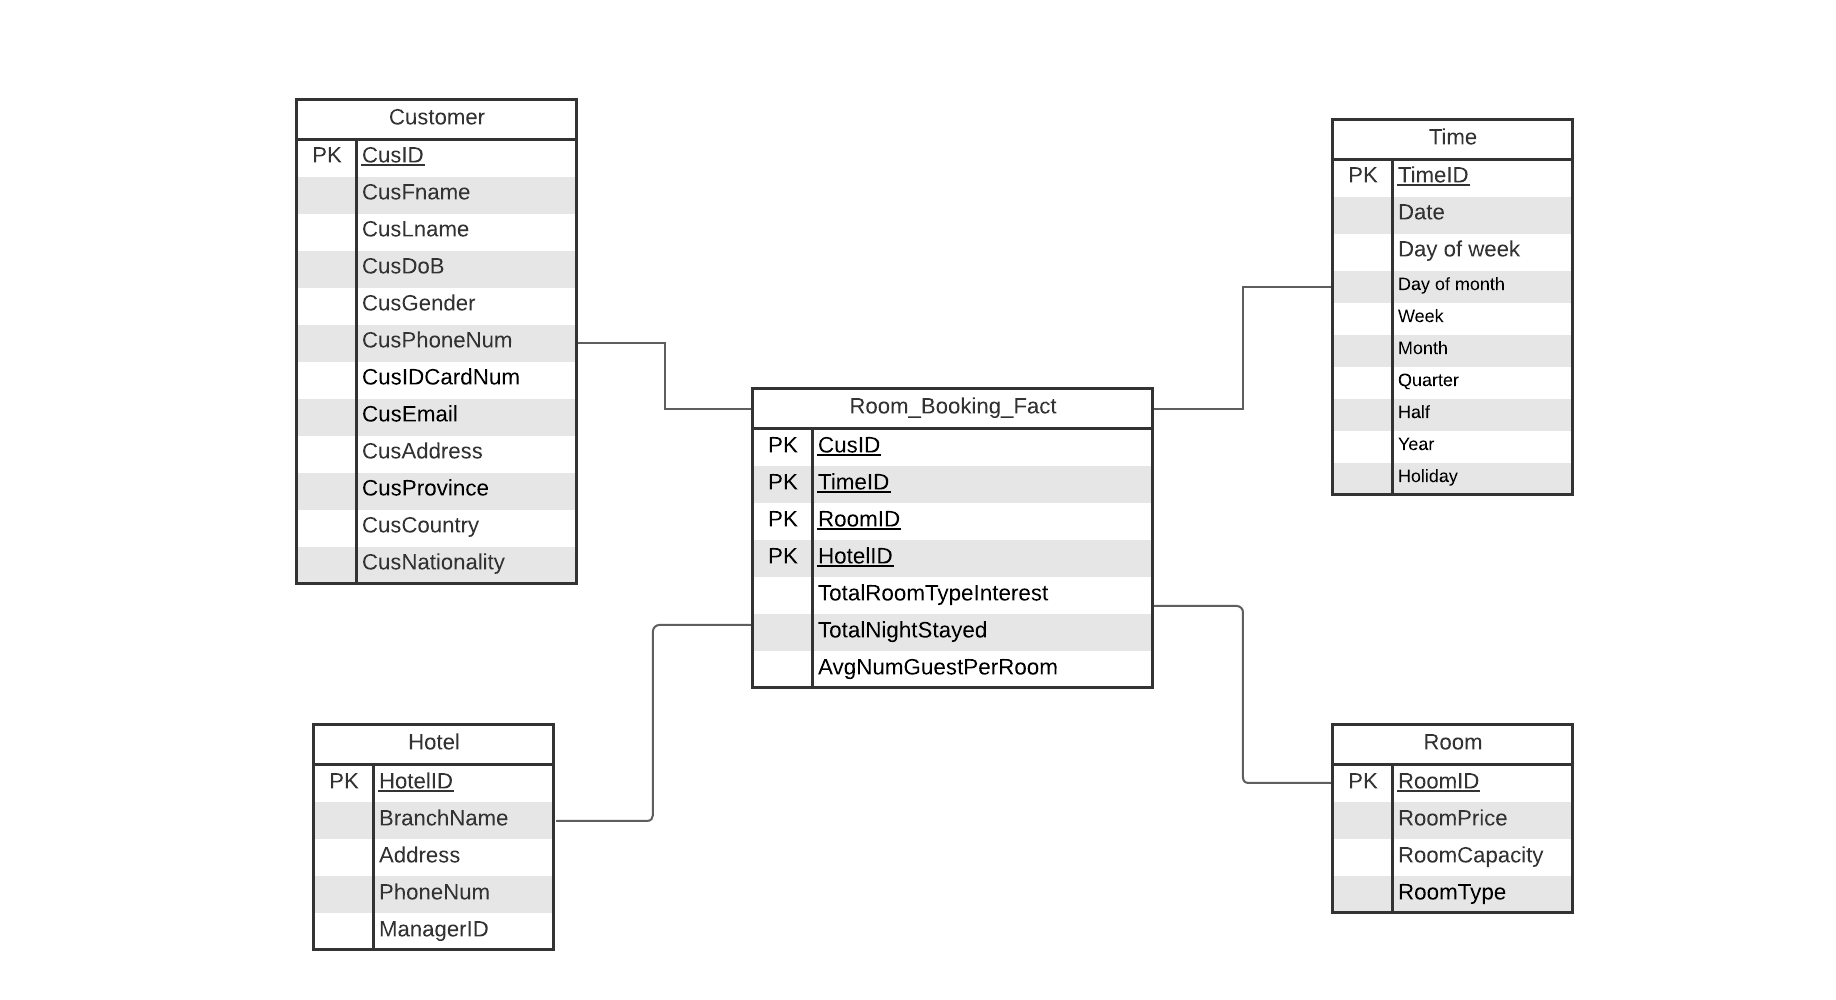 Customer
PK CusID
CusFname
CusLname
CusDoB
CusGender
CusPhoneNum
CusIDCardNum
CusEmail
CusAddress
CusProvince
CusCountry
CusNationality
Time
PK TimeID
Date
Day of week
Day of month
Week
Month
Quarter
Half
Year
Holiday
Room_Booking_Fact
PK CusID
PK TimeID
PK RoomID
PK HotelID
TotalRoomTypeInterest
TotalNightStayed
AvgNumGuestPerRoom
Hotel
PK HotelID
BranchName
Address
PhoneNum
ManagerID
Room
PK RoomID
RoomPrice
RoomCapacity
RoomType